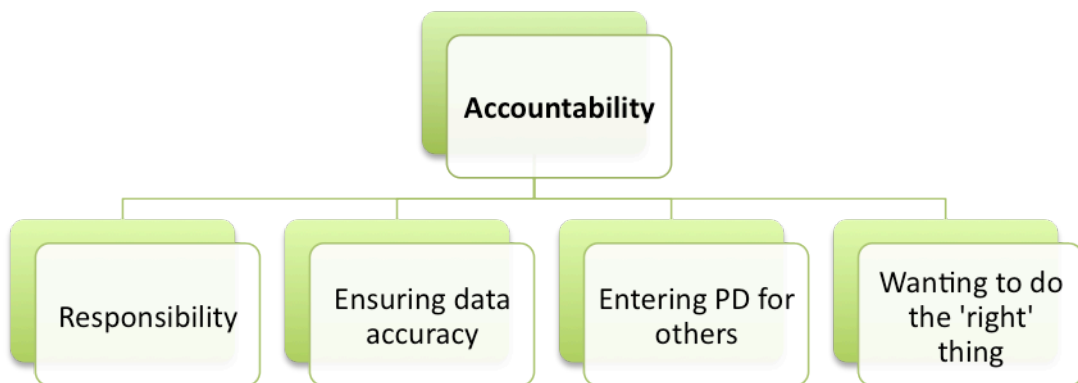 Accountability
Responsibility
Ensuring data
accuracy
Entering PD for
others
Wanting to do
the 'right'
thing